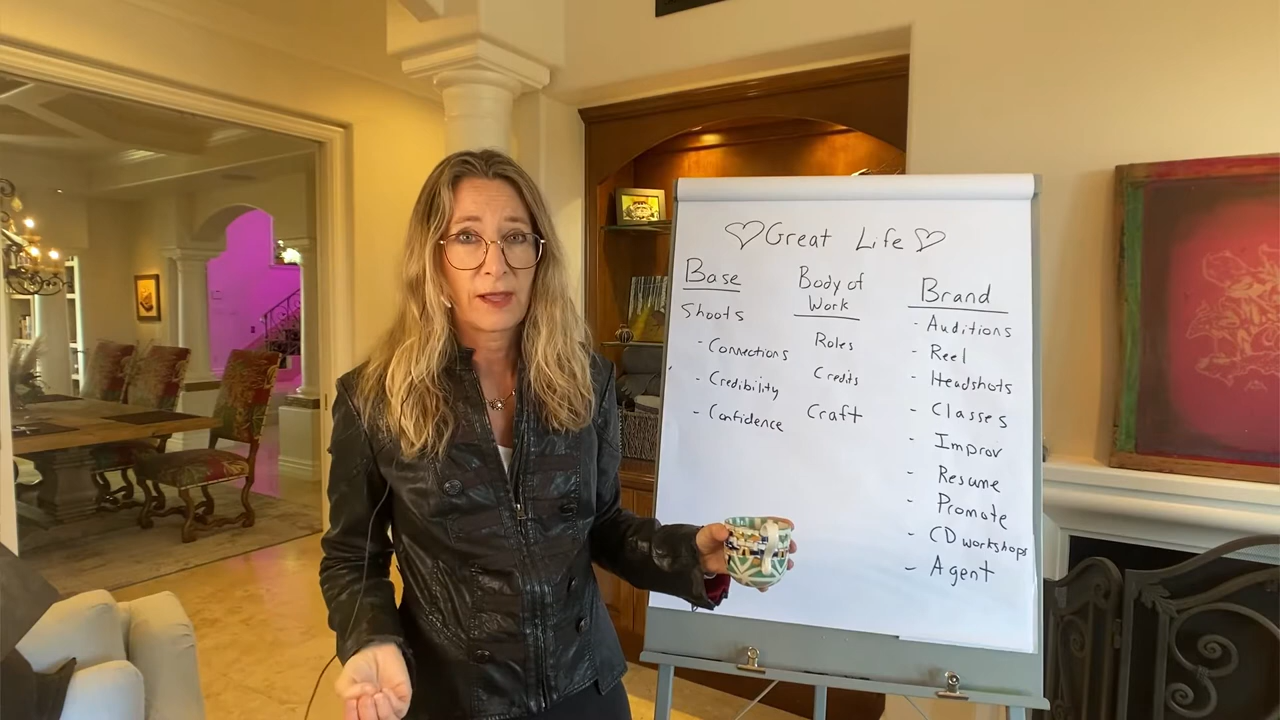 ♡Great Life♡
Base
Shoots
- Connections
- Credibility
- Confidence
Body of
Work
Roles
Credits
Craft
Brand
- Auditions
- Reel
- Headshots
- Classes
- Improv
- Resume
- Promote
- CD workshops
- Agent